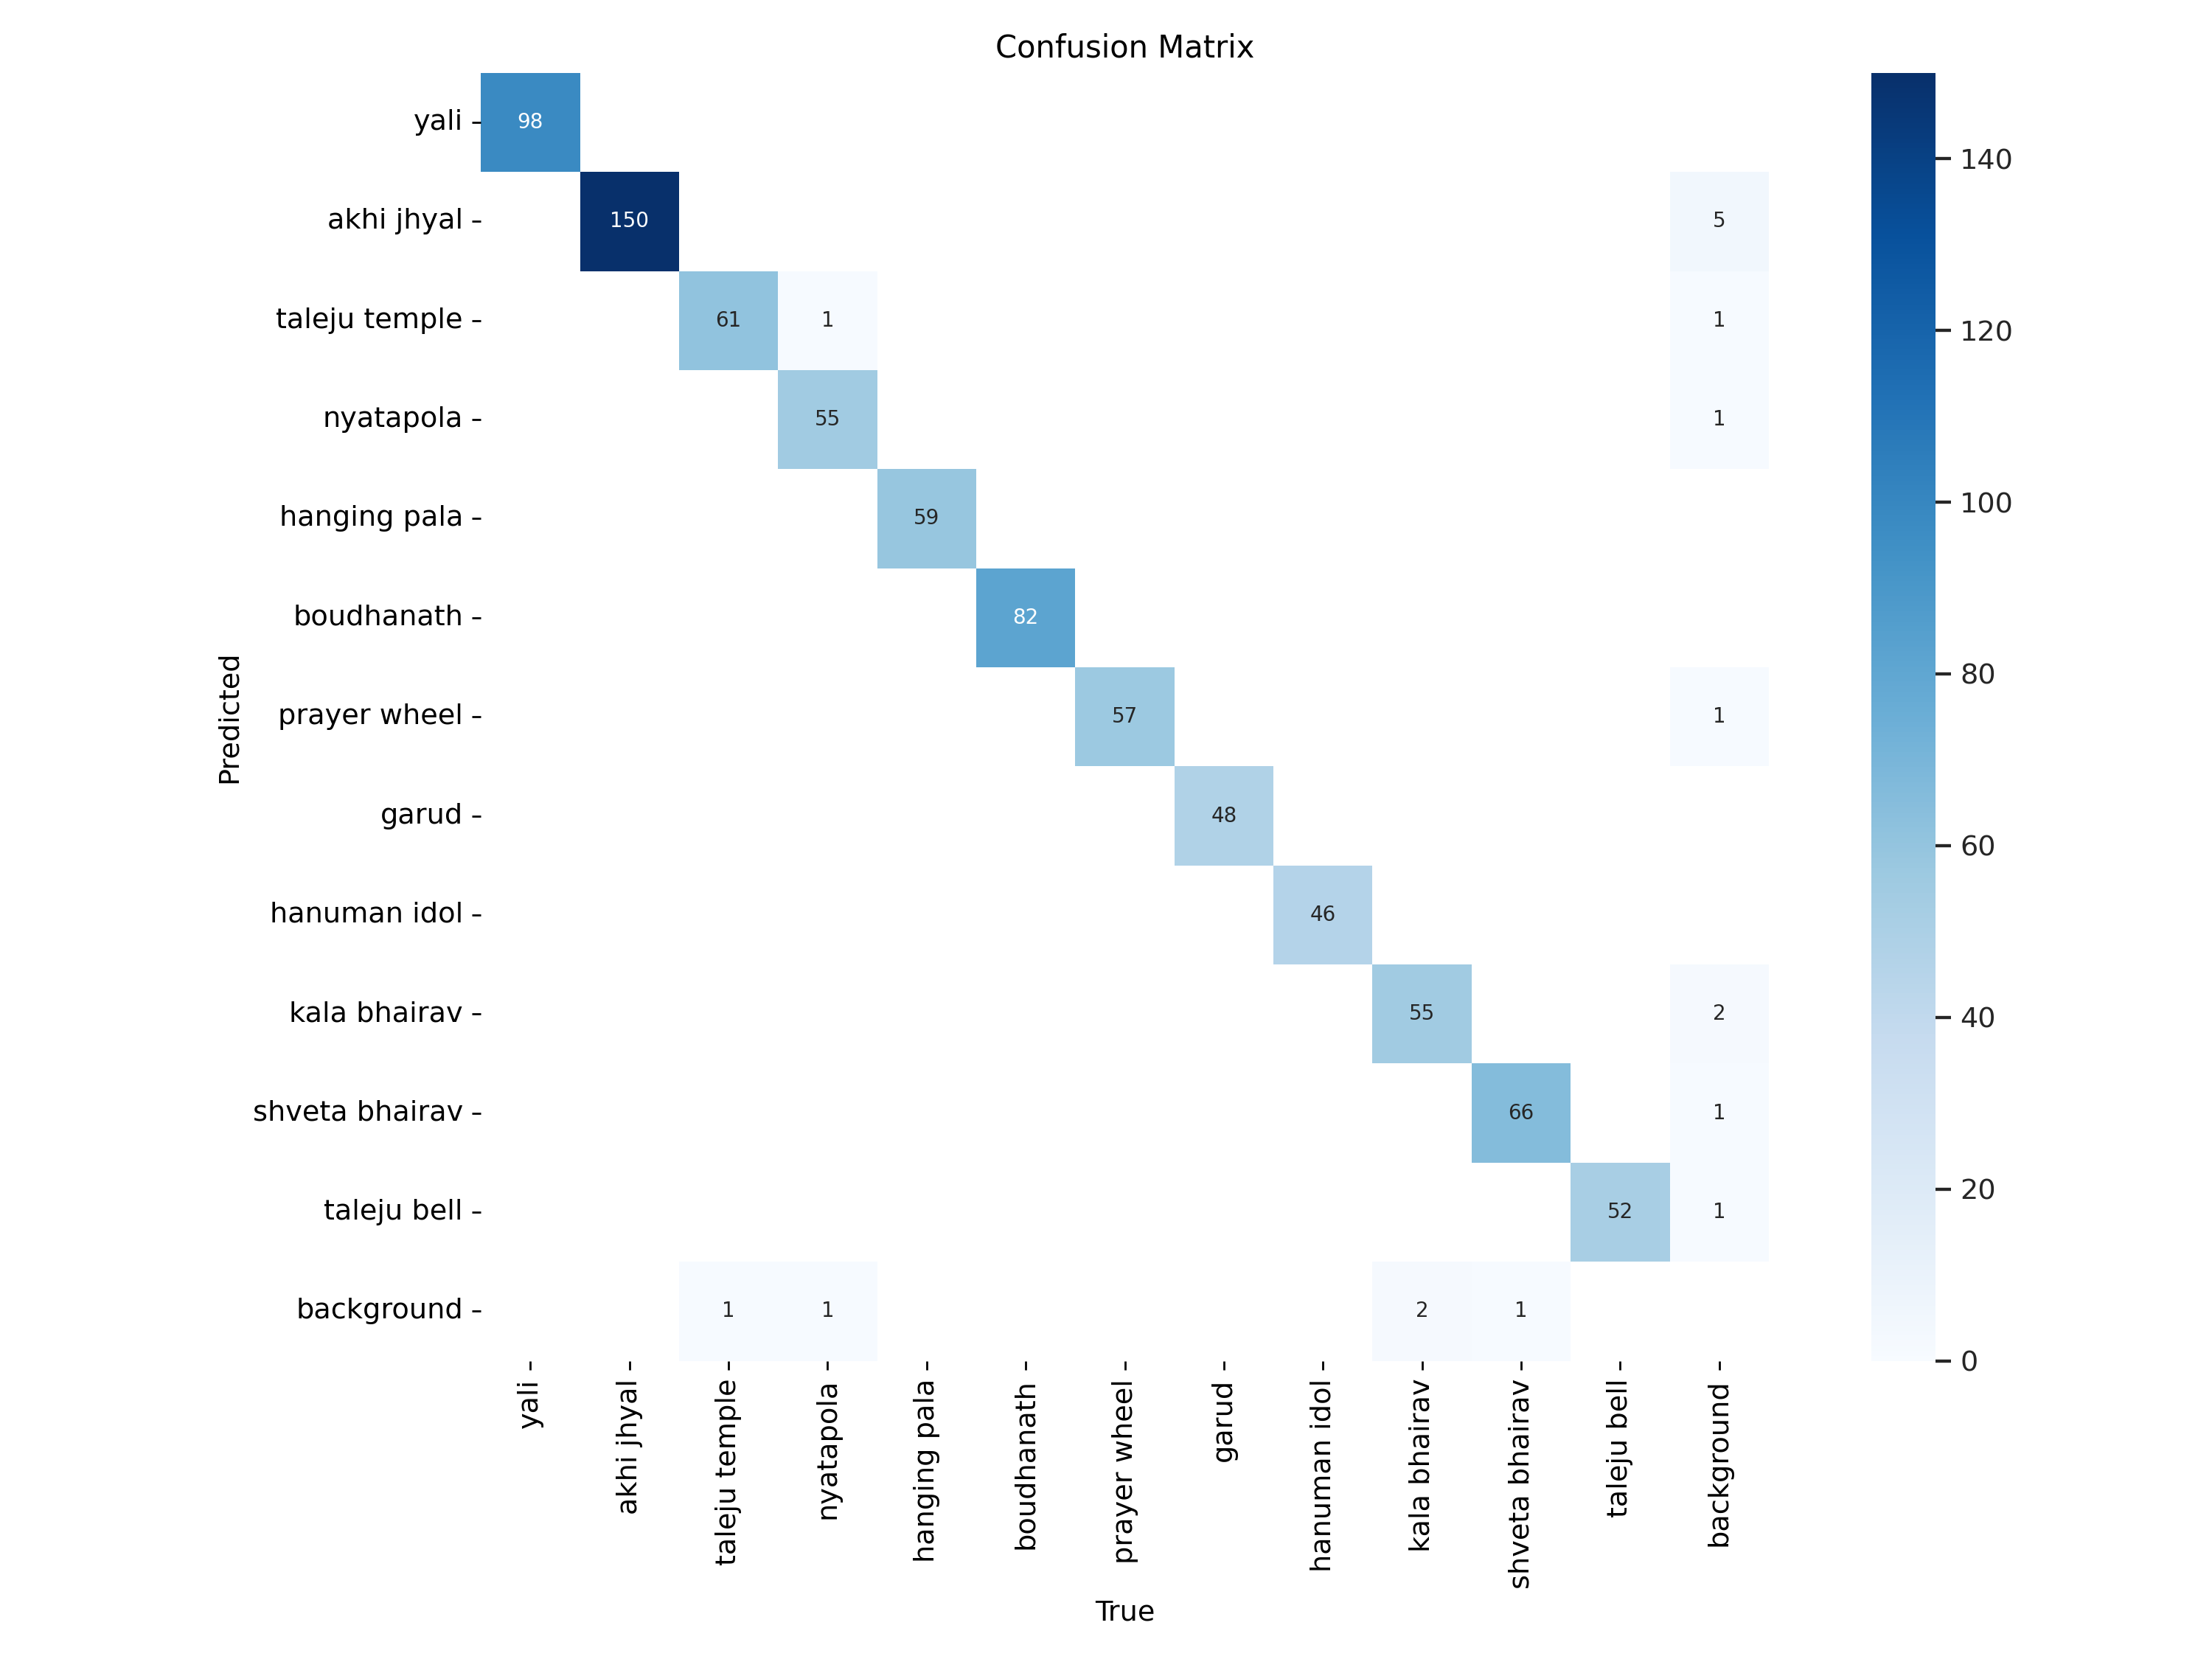 Confusion Matrix
yali 98
akhi jhyal 150 5
taleju temple 61 1 1
nyatapola 55 1
hanging pala 59
boudhanath 82
prayer wheel 57 1
garud 48
hanuman idol 46
kala bhairav 55 2
shveta bhairav 66 1
taleju bell 52 1
background 1 1 2 1
Predicted
yali akhi jhyal taleju temple nyatapola hanging pala boudhanath prayer wheel garud hanuman idol kala bhairav shveta bhairav taleju bell background
True
140
120
100
80
60
40
20
0